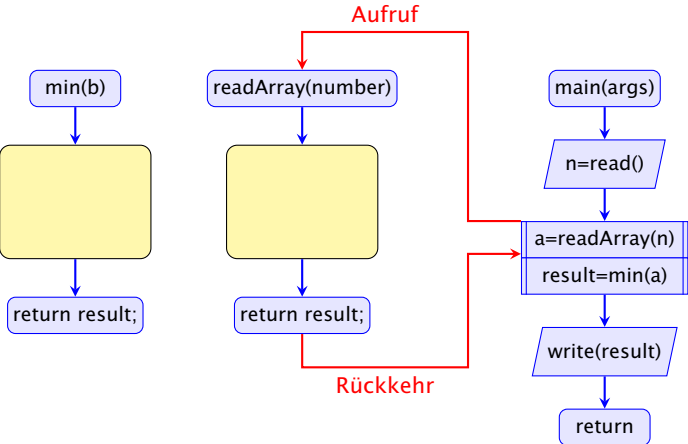 Aufruf
min(b)
readArray(number)
main(args)
n=read()
a=readArray(n)
result=min(a)
return result;
return result;
write(result)
Rückkehr
return